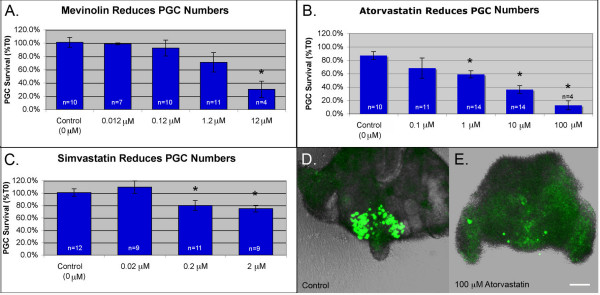 A.
Mevinolin Reduces PGC Numbers
PGC Survival (%T0)
120.0%
100.0%
80.0%
60.0%
40.0%
20.0%
0.0%
n=10
n=7
n=10
n=11
n=4
*
Control (0 µM)
0.012 µM
0.12 µM
1.2 µM
12 µM
B.
Atorvastatin Reduces PGC Numbers
PGC Survival (%T0)
120.0%
100.0%
80.0%
60.0%
40.0%
20.0%
0.0%
* * *
n=10
n=11
n=14
n=14
n=4
Control
(0 µM)
0.1 µM
1 µM
10 µM
100 µM
C.
Simvastatin Reduces PGC Numbers
PGC Survival (%T0)
120.0%
100.0%
80.0%
60.0%
40.0%
20.0%
0.0%
* *
n=12
n=9
n=11
n=9
Control
(0 µM)
0.02 µM
0.2 µM
2 µM
D.
Control
E.
100 µM Atorvastatin